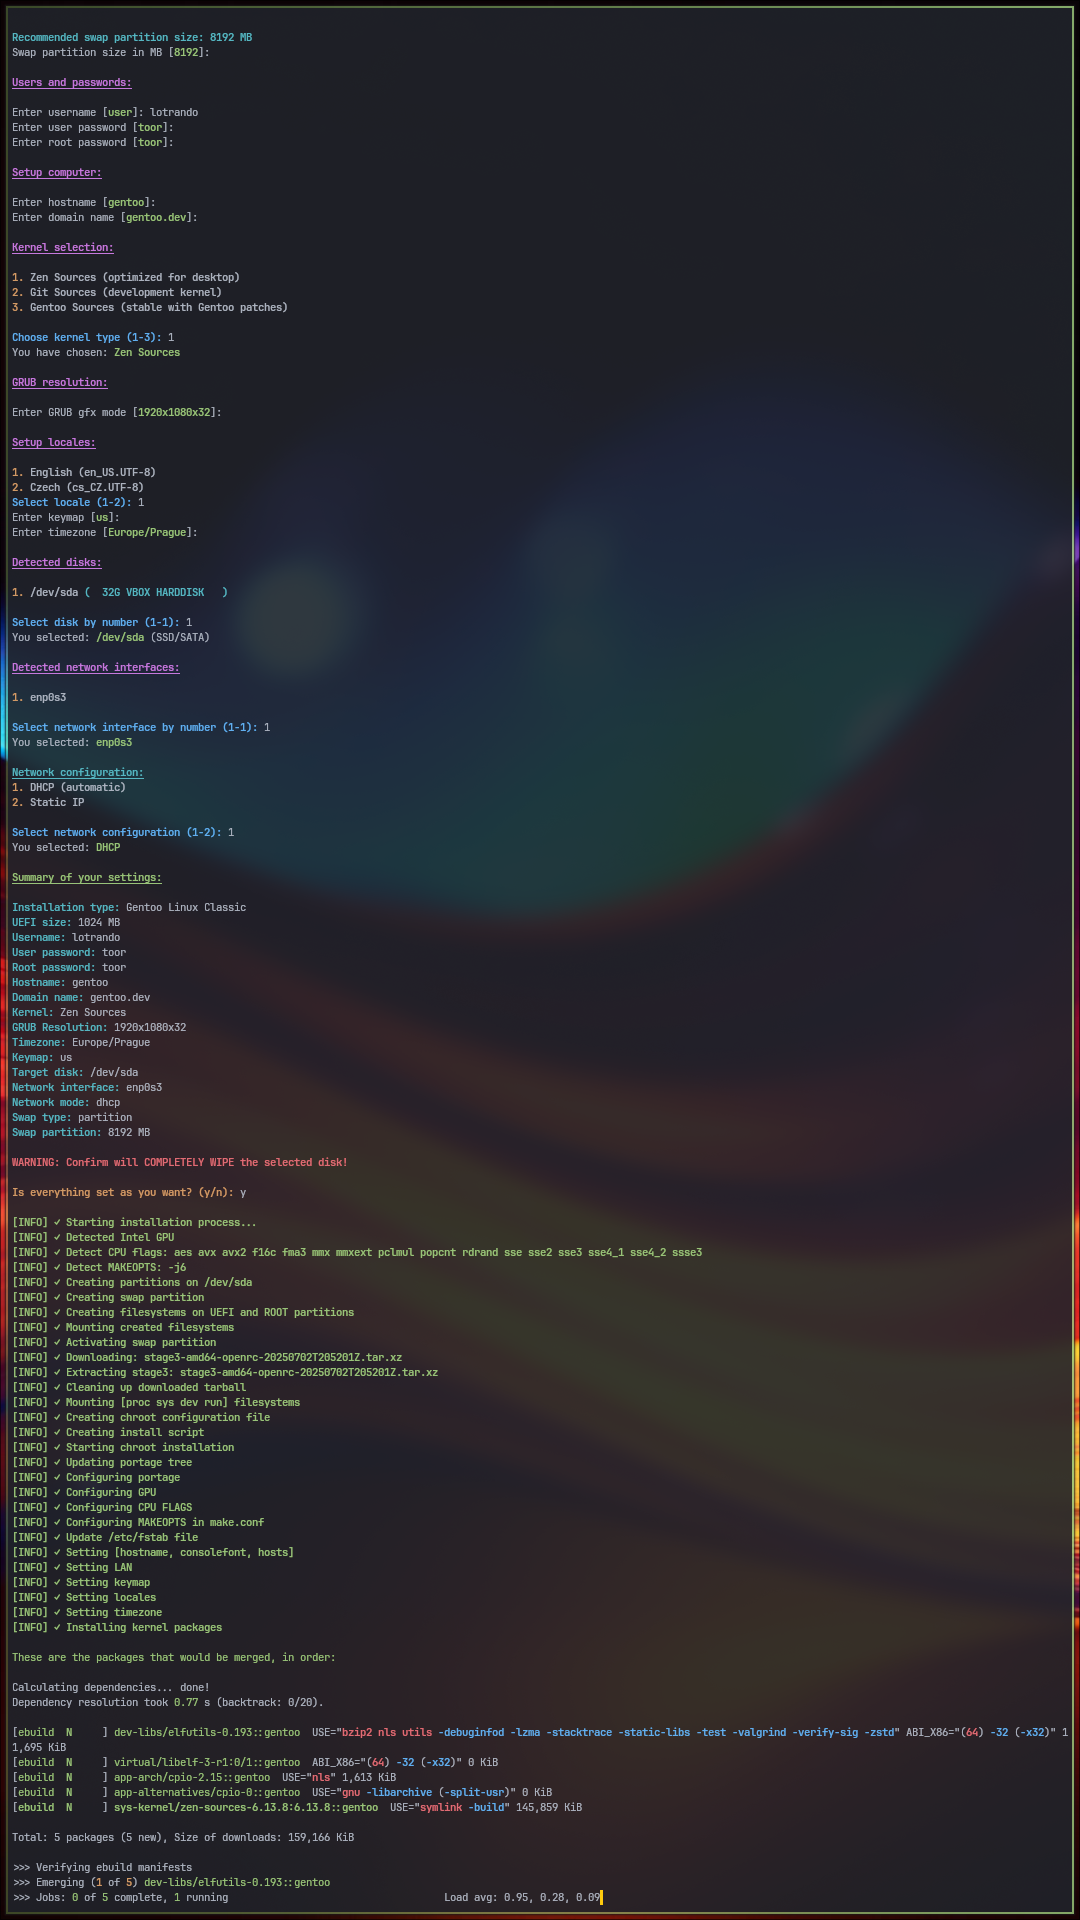 Recommended swap partition size: 8192 MB
Swap partition size in MB [8192]:
Users and passwords:
Enter username [user]: lotrando
Enter user password [toor]:
Enter root password [toor]:
Setup computer:
Enter hostname [gentoo]:
Enter domain name [gentoo.dev]:
Kernel selection:
1. Zen Sources (optimized for desktop)
2. Git Sources (development kernel)
3. Gentoo Sources (stable with Gentoo patches)
Choose kernel type (1-3): 1
You have chosen: Zen Sources
GRUB resolution:
Enter GRUB gfx mode [1920x1080x32]:
Setup locales:
1. English (en_US.UTF-8)
2. Czech (cs_CZ.UTF-8)
Select locale (1-2): 1
Enter keymap [us]:
Enter timezone [Europe/Prague]:
Detected disks:
1. /dev/sda (  32G VBOX HARDDISK   )
Select disk by number (1-1): 1
You selected: /dev/sda (SSD/SATA)
Detected network interfaces:
1. enp0s3
Select network interface by number (1-1): 1
You selected: enp0s3
Network configuration:
1. DHCP (automatic)
2. Static IP
Select network configuration (1-2): 1
You selected: DHCP
Summary of your settings:
Installation type: Gentoo Linux Classic
UEFI size: 1024 MB
Username: lotrando
User password: toor
Root password: toor
Hostname: gentoo
Domain name: gentoo.dev
Kernel: Zen Sources
GRUB Resolution: 1920x1080x32
Timezone: Europe/Prague
Keymap: us
Target disk: /dev/sda
Network interface: enp0s3
Network mode: dhcp
Swap type: partition
Swap partition: 8192 MB
WARNING: Confirm will COMPLETELY WIPE the selected disk!
Is everything set as you want? (y/n): y
[INFO] ✓ Starting installation process...
[INFO] ✓ Detected Intel GPU
[INFO] ✓ Detect CPU flags: aes avx avx2 f16c fma3 mmx mmxext pclmul popcnt rdrand sse sse2 sse3 sse4_1 sse4_2 ssse3
[INFO] ✓ Detect MAKEOPTS: -j6
[INFO] ✓ Creating partitions on /dev/sda
[INFO] ✓ Creating swap partition
[INFO] ✓ Creating filesystems on UEFI and ROOT partitions
[INFO] ✓ Mounting created filesystems
[INFO] ✓ Activating swap partition
[INFO] ✓ Downloading: stage3-amd64-openrc-20250702T205201Z.tar.xz
[INFO] ✓ Extracting stage3: stage3-amd64-openrc-20250702T205201Z.tar.xz
[INFO] ✓ Cleaning up downloaded tarball
[INFO] ✓ Mounting [proc sys dev run] filesystems
[INFO] ✓ Creating chroot configuration file
[INFO] ✓ Creating install script
[INFO] ✓ Starting chroot installation
[INFO] ✓ Updating portage tree
[INFO] ✓ Configuring portage
[INFO] ✓ Configuring GPU
[INFO] ✓ Configuring CPU FLAGS
[INFO] ✓ Configuring MAKEOPTS in make.conf
[INFO] ✓ Update /etc/fstab file
[INFO] ✓ Setting [hostname, consolefont, hosts]
[INFO] ✓ Setting LAN
[INFO] ✓ Setting keymap
[INFO] ✓ Setting locales
[INFO] ✓ Setting timezone
[INFO] ✓ Installing kernel packages
These are the packages that would be merged, in order:
Calculating dependencies... done!
Dependency resolution took 0.77 s (backtrack: 0/20).
[ebuild  N     ] dev-libs/elfutils-0.193::gentoo  USE="bzip2 nls utils -debuginfod -lzma -stacktrace -static-libs -test -valgrind -verify-sig -zstd" ABI_X86="(64) -32 (-x32)" 1
1,695 KiB
[ebuild  N     ] virtual/libelf-3-r1:0/1::gentoo  ABI_X86="(64) -32 (-x32)" 0 KiB
[ebuild  N     ] app-arch/cpio-2.15::gentoo  USE="nls" 1,613 KiB
[ebuild  N     ] app-alternatives/cpio-0::gentoo  USE="gnu -libarchive (-split-usr)" 0 KiB
[ebuild  N     ] sys-kernel/zen-sources-6.13.8:6.13.8::gentoo  USE="symlink -build" 145,859 KiB
Total: 5 packages (5 new), Size of downloads: 159,166 KiB
>>> Verifying ebuild manifests
>>> Emerging (1 of 5) dev-libs/elfutils-0.193::gentoo
>>> Jobs: 0 of 5 complete, 1 running                                    Load avg: 0.95, 0.28, 0.09